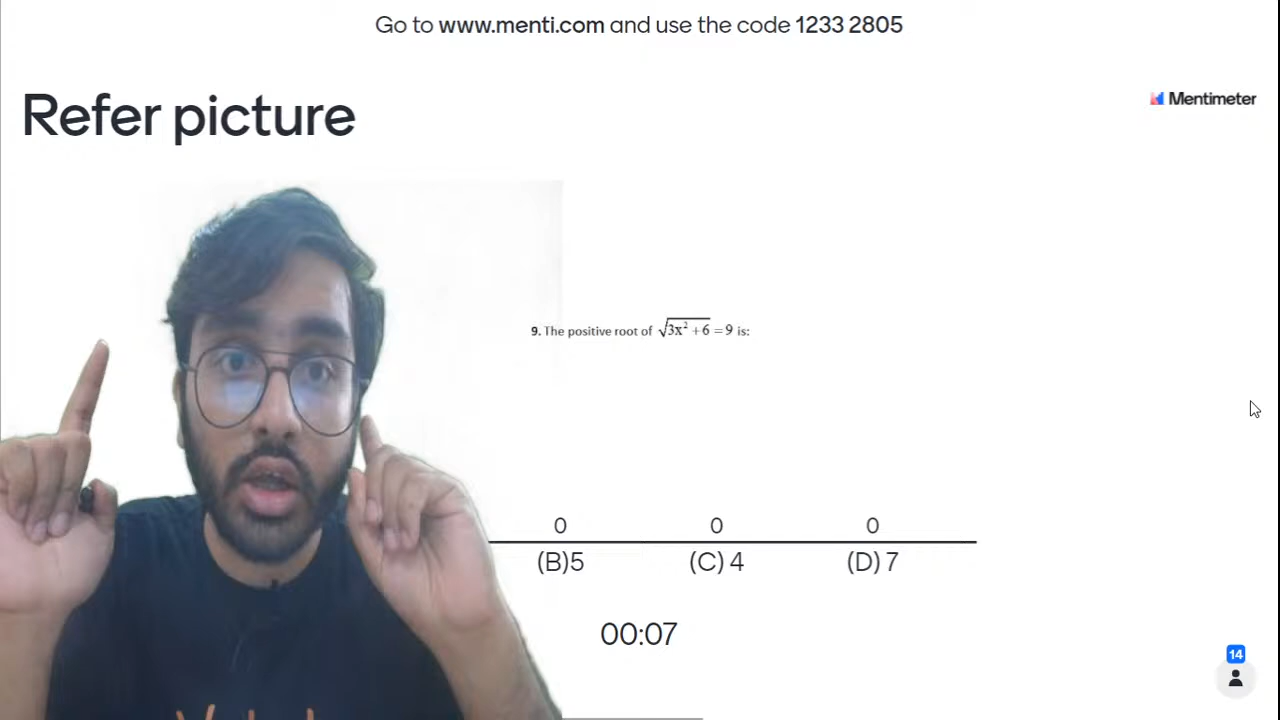 Go to www.menti.com and use the code 1233 2805
Refer picture
Mentimeter
9. The positive root of √3x² + 6 = 9 is:
0 0 0
(B)5 (C) 4 (D) 7
00:07
14